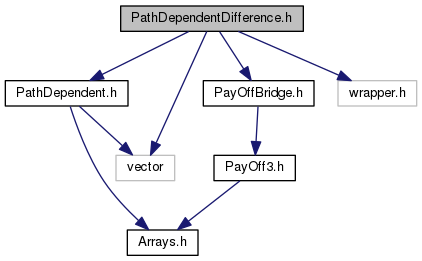 PathDependentDifference.h
PathDependent.h
PayOffBridge.h
wrapper.h
vector
PayOff3.h
Arrays.h